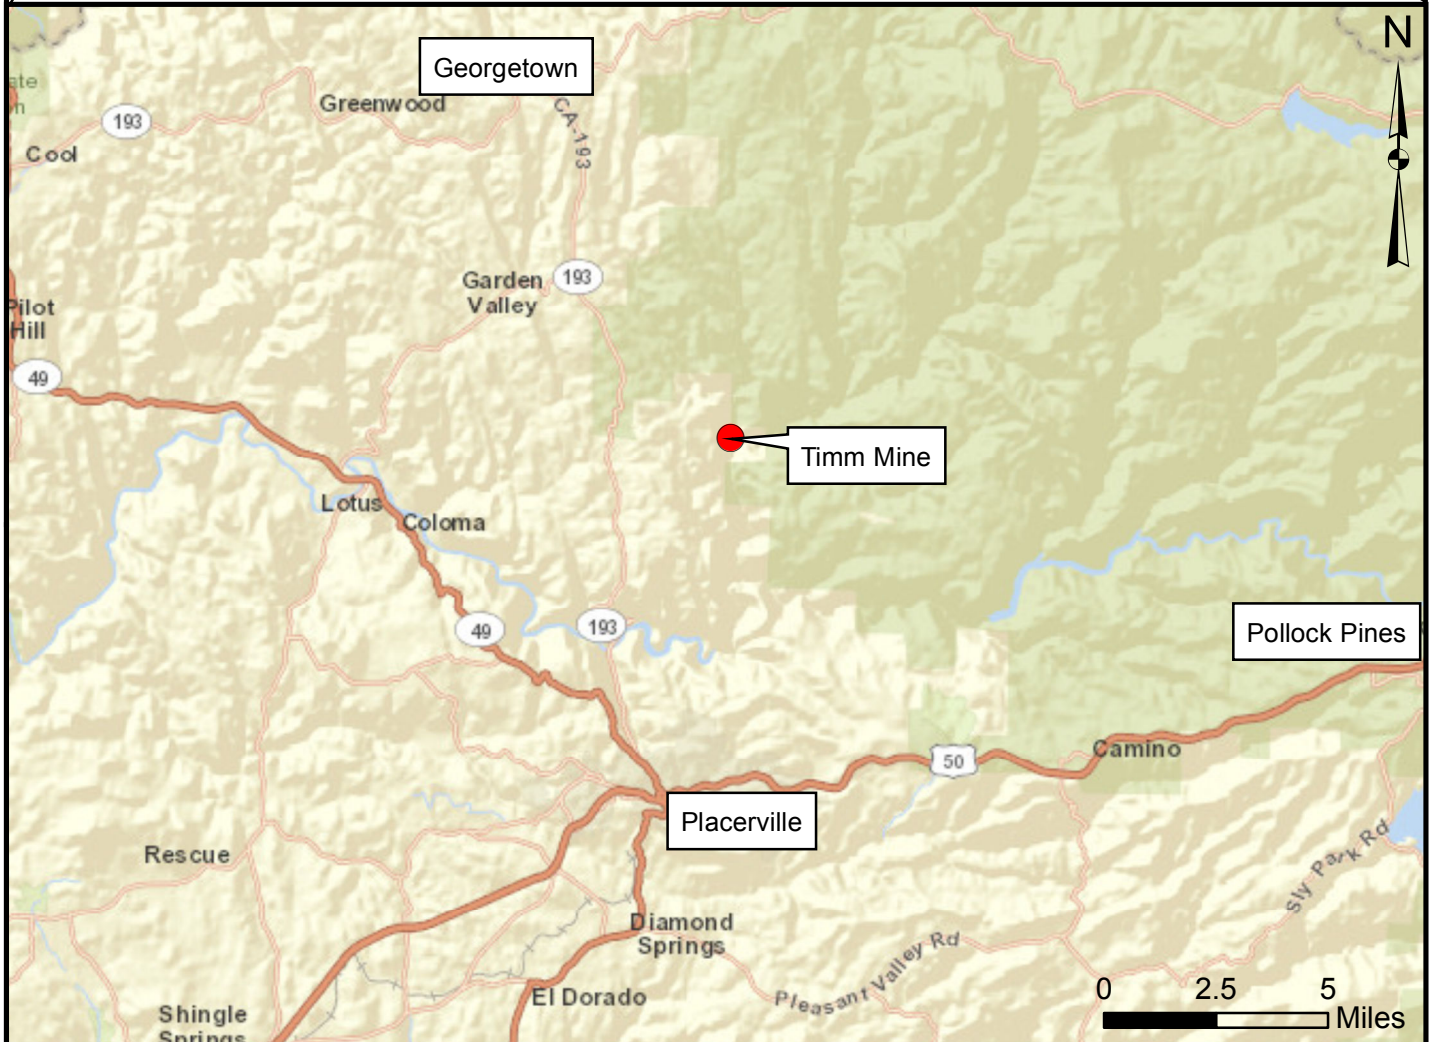 N
Georgetown
ate
n
Greenwood
193
CA-193
Cool
Garden
Valley
193
Pilot
Hill
49
Timm Mine
Lotus
Coloma
49
193
Pollock Pines
50
Camino
Placerville
Rescue
Sly Park Rd
Diamond
Springs
Pleasant Valley Rd
El Dorado
0 2.5 5
Miles
Shingle
Springs